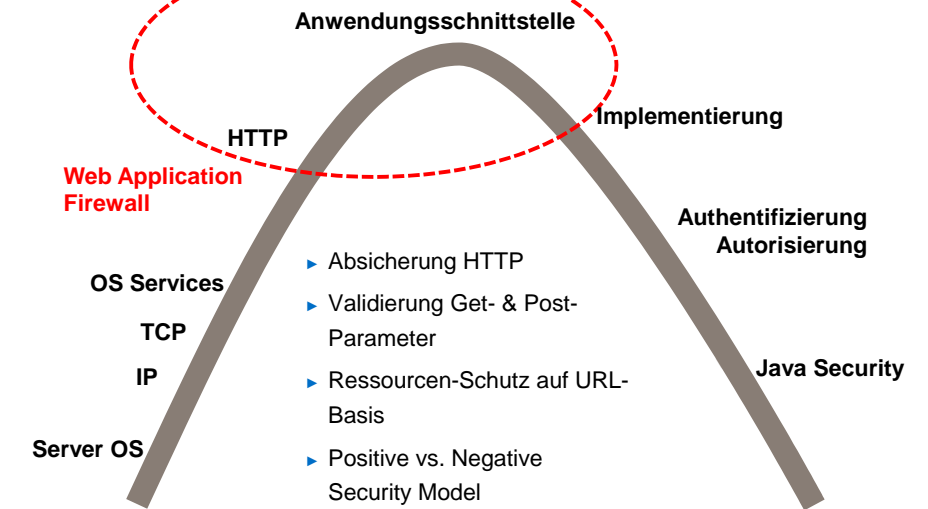 Anwendungsschnittstelle
Implementierung
HTTP
Web Application
Firewall
Authentifizierung
Autorisierung
OS Services
TCP
IP
Server OS
► Absicherung HTTP
► Validierung Get- & Post-
Parameter
► Ressourcen-Schutz auf URL-
Basis
► Positive vs. Negative
Security Model
Java Security